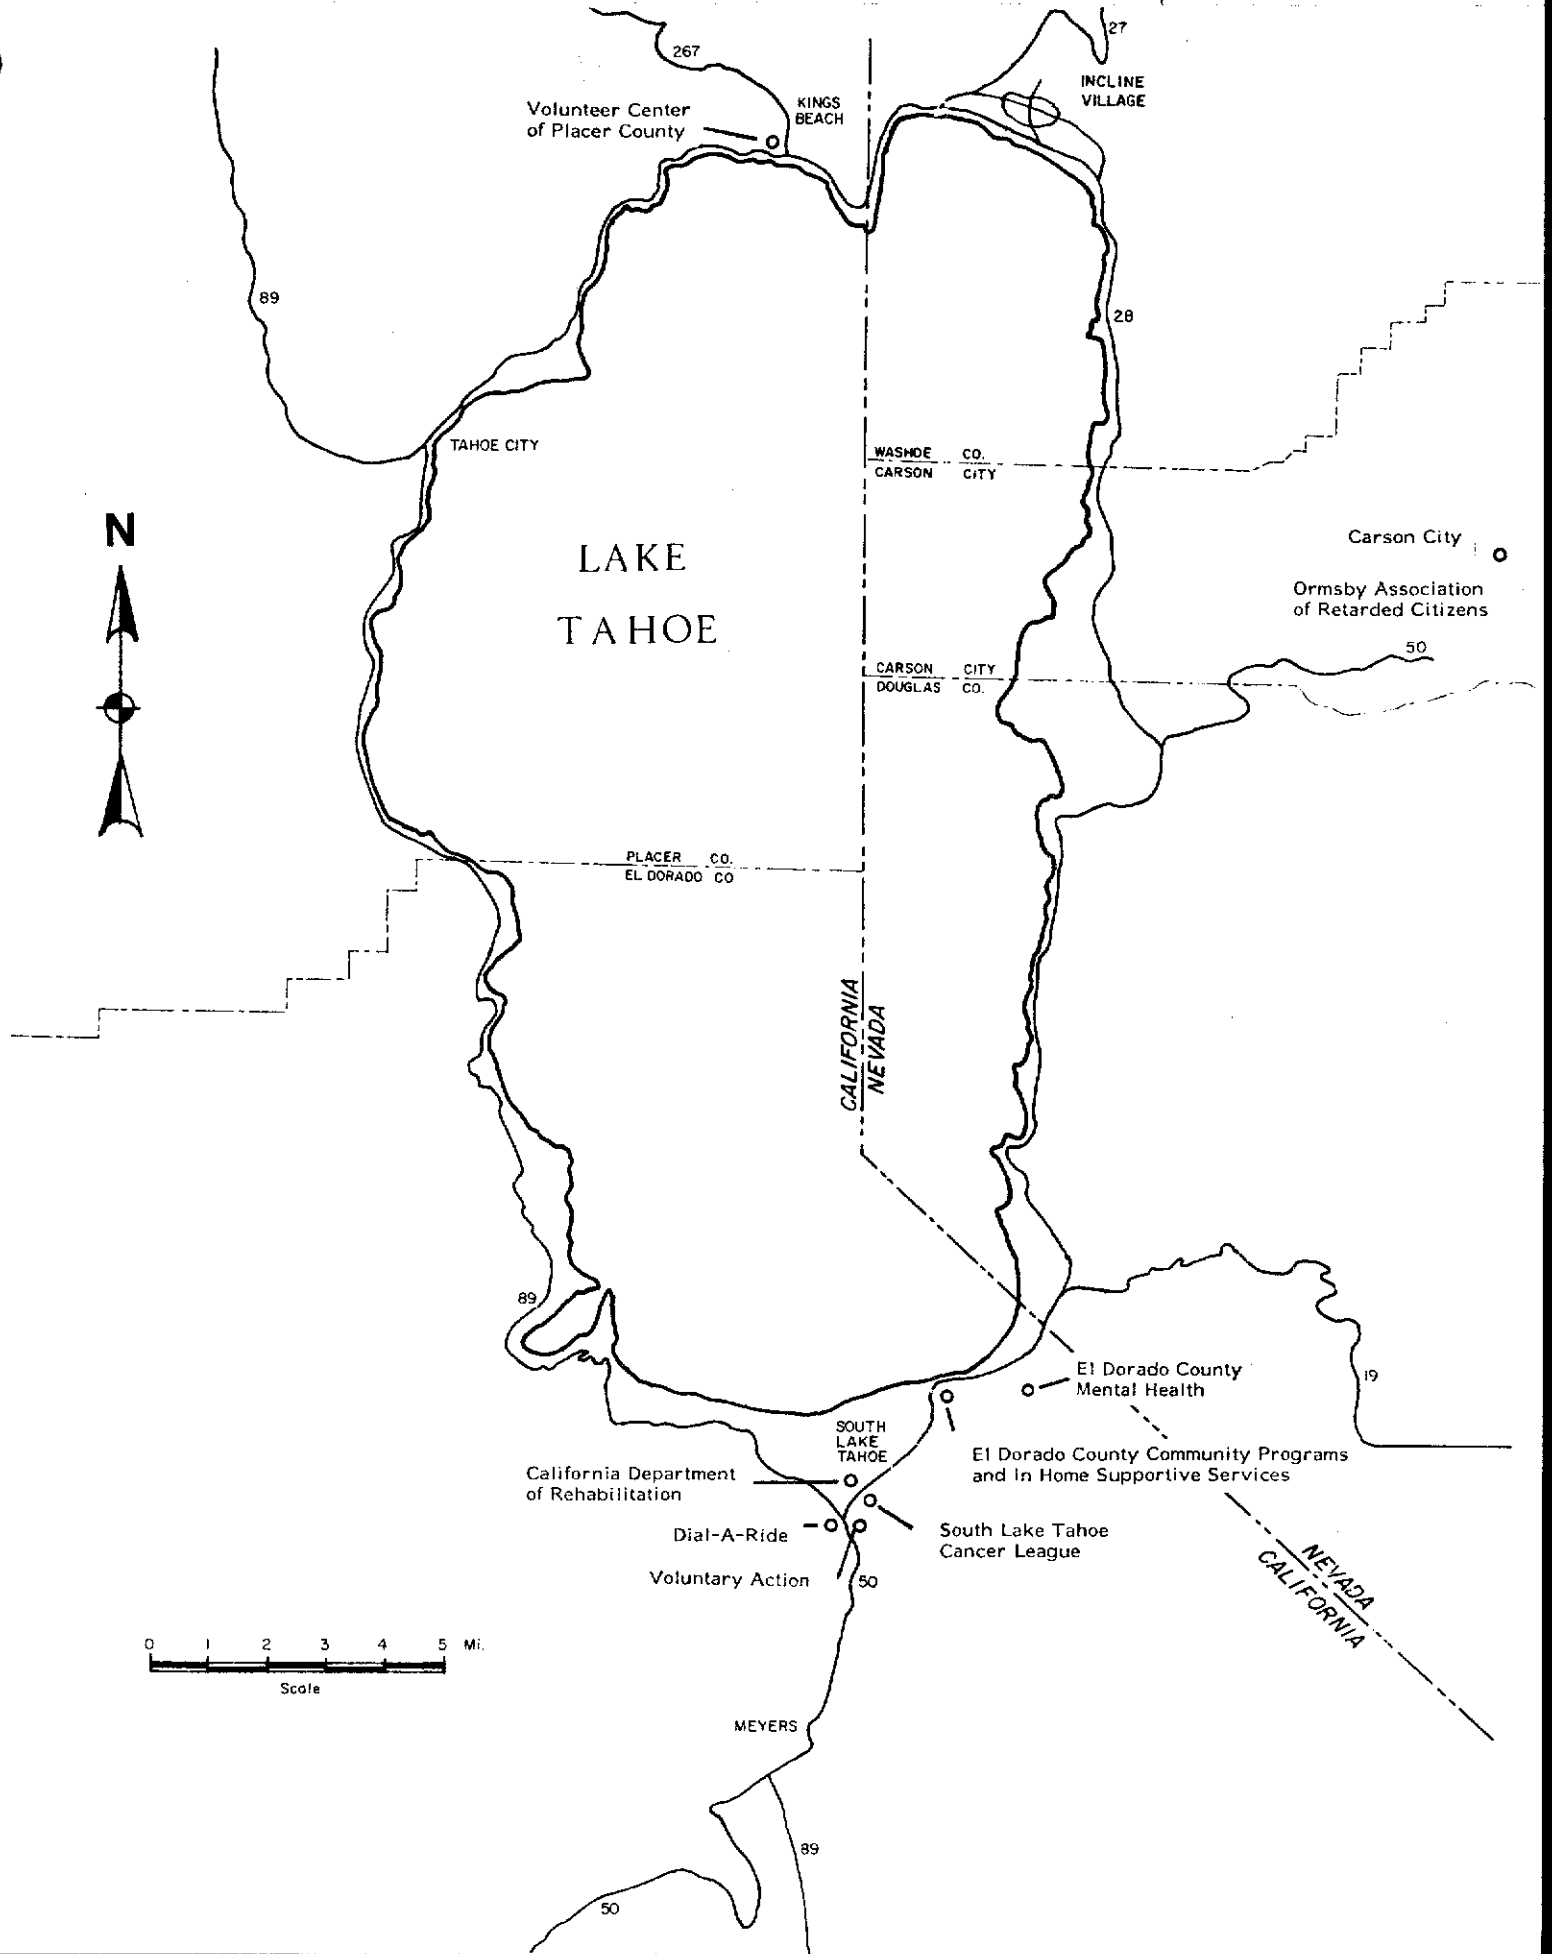 27
267
INCLINE
VILLAGE
KINGS
BEACH
Volunteer Center
of Placer County
89
28
TAHOE CITY
WASHOE CO.
CARSON CITY
N
LAKE
TAHOE
Carson City
Ormsby Association
of Retarded Citizens
50
CARSON CITY
DOUGLAS CO.
PLACER CO.
EL DORADO CO
CALIFORNIA
NEVADA
89
El Dorado County
Mental Health
19
SOUTH
LAKE
TAHOE
El Dorado County Community Programs
and In Home Supportive Services
California Department
of Rehabilitation
South Lake Tahoe
Cancer League
Dial-A-Ride
Voluntary Action
50
NEVADA
CALIFORNIA
0 1 2 3 4 5 Mi.
Scale
MEYERS
89
50